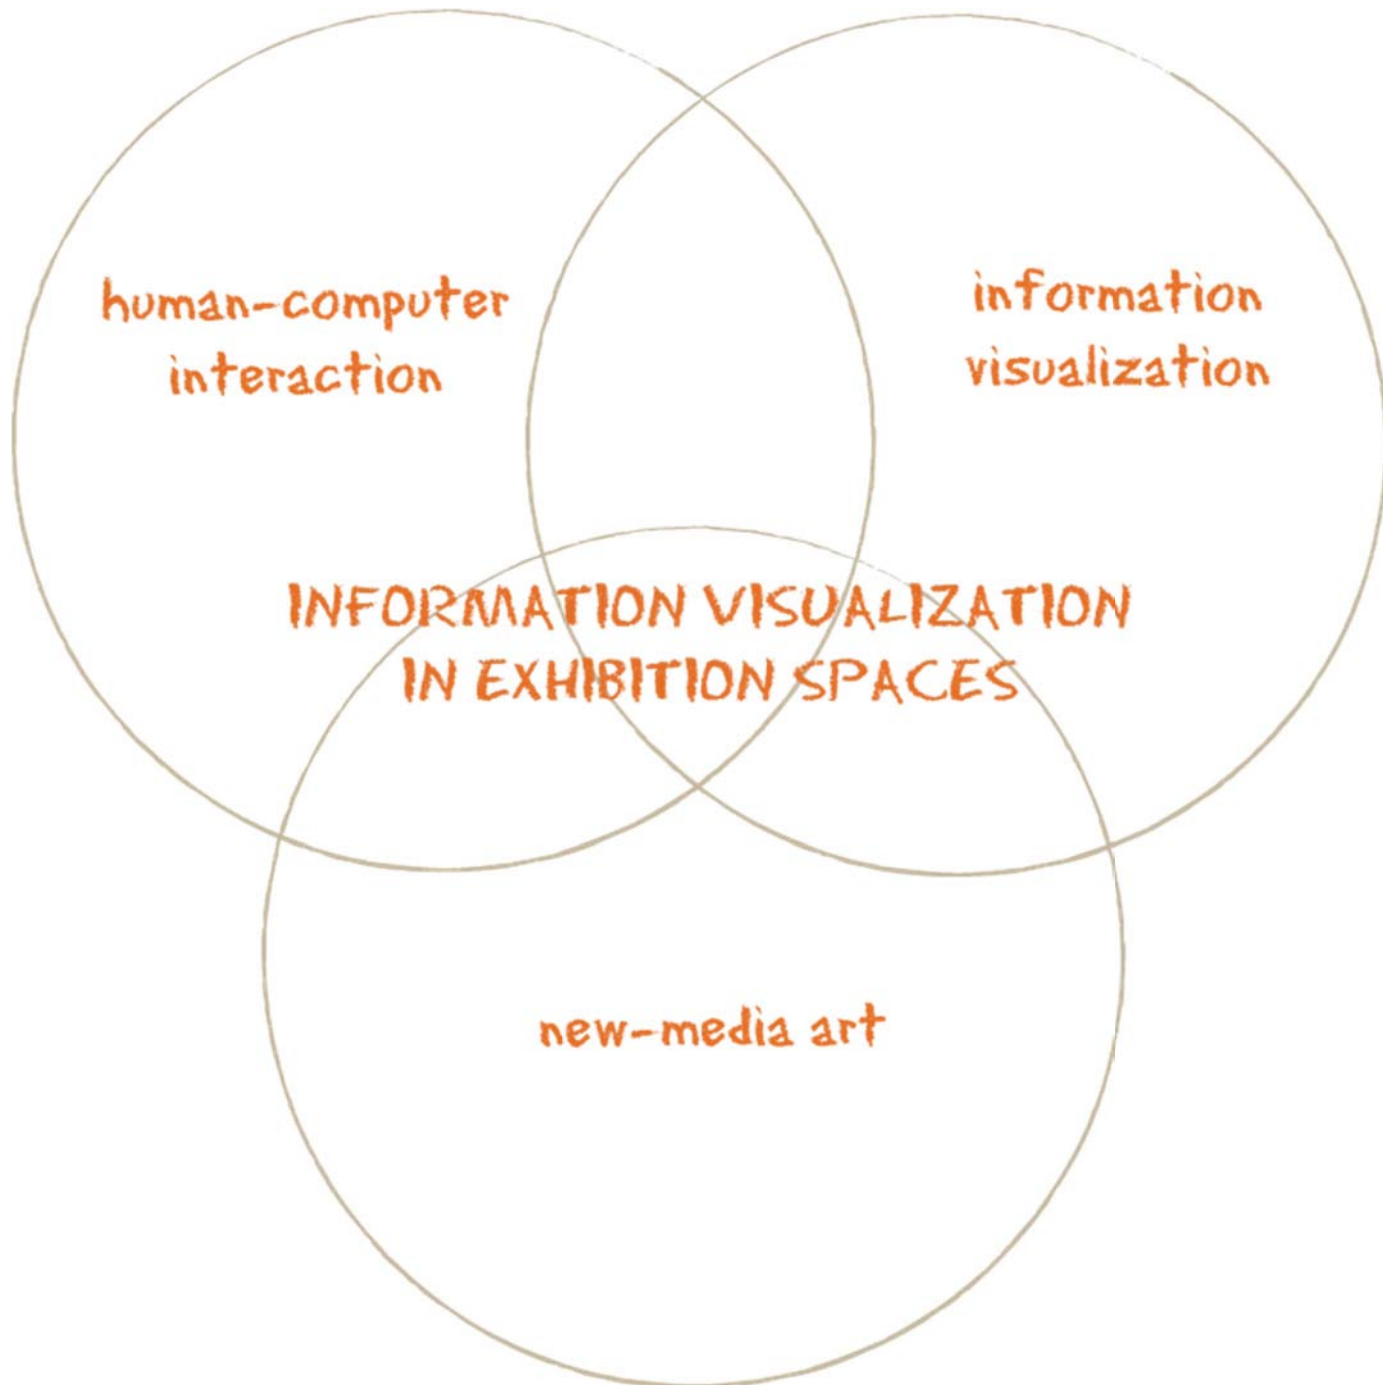 human-computer
interaction
information
visualization
INFORMATION VISUALIZATION
IN EXHIBITION SPACES
new-media art